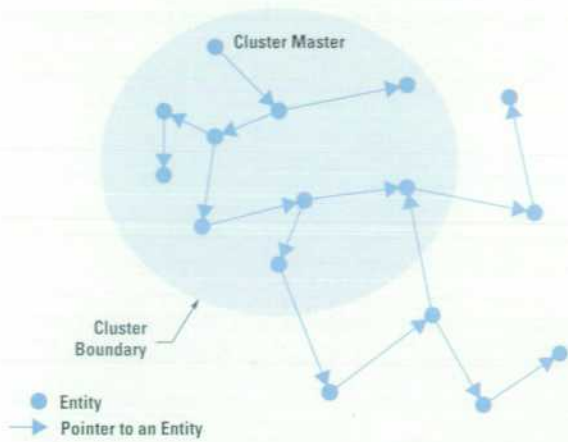 Cluster Master
Cluster
Boundary
Entity
Pointer to an Entity